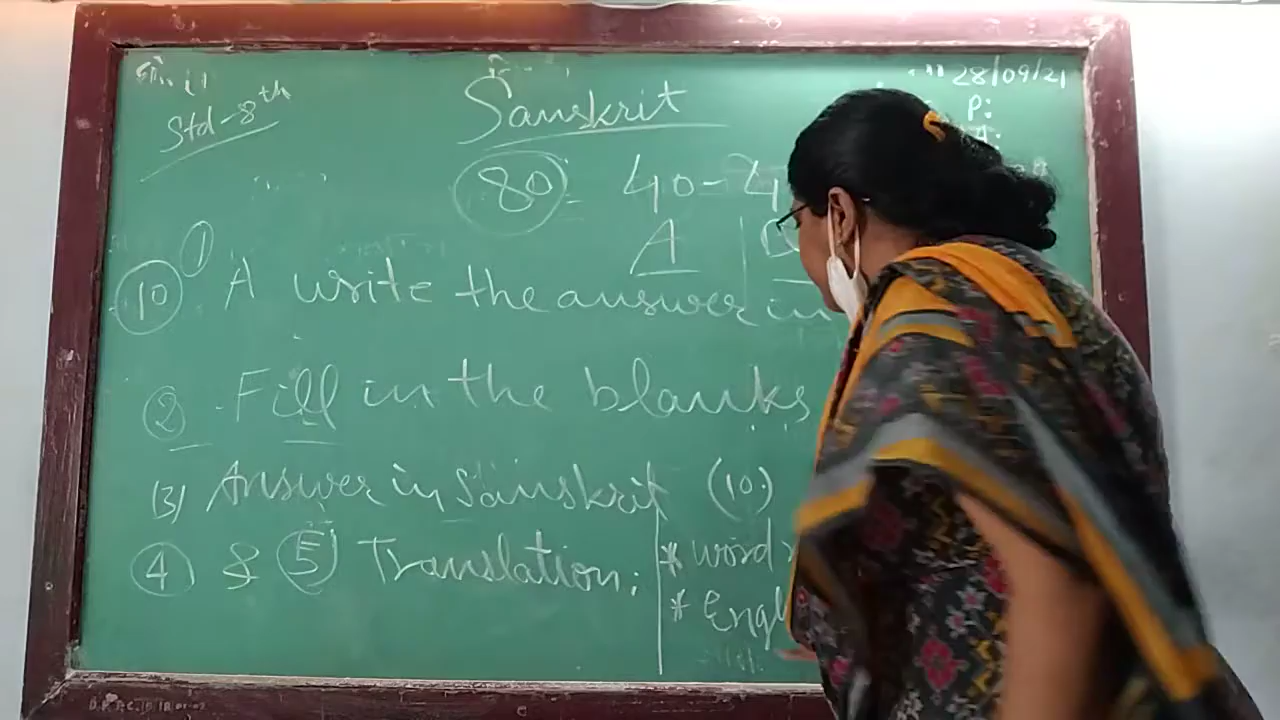 28/09/21
Std-8th
Sanskrit
P:
80 = 40-4
A
10 1 A write the answer in
2 Fill in the blanks
(3) Answer in Sanskrit (10.)
4 & 5 Translation:
* word
* Engl